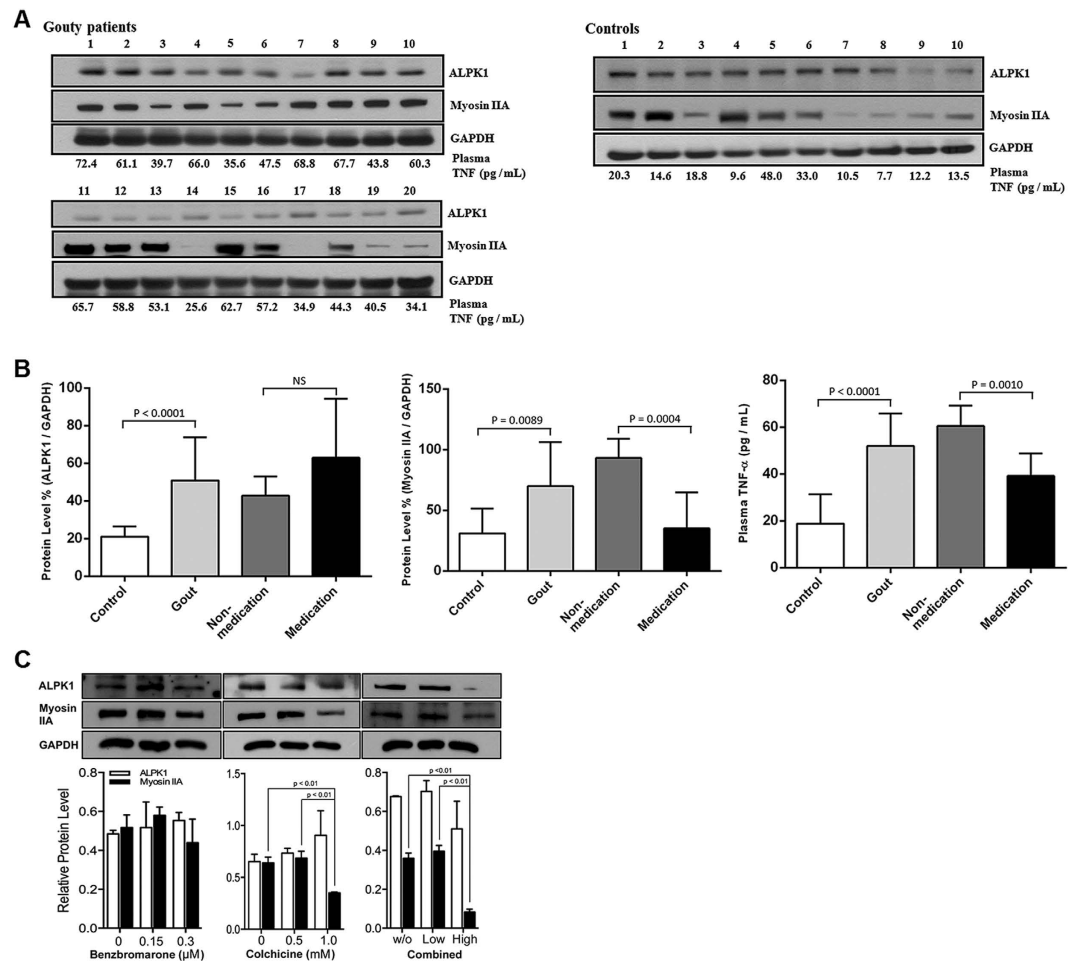 A
Gouty patients
1 2 3 4 5 6 7 8 9 10
ALPK1
Myosin IIA
GAPDH
72.4 61.1 39.7 66.0 35.6 47.5 68.8 67.7 43.8 60.3
Plasma
TNF (pg / mL)
11 12 13 14 15 16 17 18 19 20
ALPK1
Myosin IIA
GAPDH
65.7 58.8 53.1 25.6 62.7 57.2 34.9 44.3 40.5 34.1
Plasma
TNF (pg / mL)
Controls
1 2 3 4 5 6 7 8 9 10
ALPK1
Myosin IIA
GAPDH
20.3 14.6 18.8 9.6 48.0 33.0 10.5 7.7 12.2 13.5
Plasma
TNF (pg / mL)
B
Protein Level % (ALPK1 / GAPDH)
100
80
60
40
20
0
P < 0.0001
NS
Control
Gout
Non-
medication
Medication
Protein Level % (Myosin IIA / GAPDH)
150
100
50
0
P = 0.0089
P = 0.0004
Control
Gout
Non-
medication
Medication
Plasma TNF-α (pg / mL)
80
60
40
20
0
P < 0.0001
P = 0.0010
Control
Gout
Non-
medication
Medication
C
ALPK1
Myosin
IIA
GAPDH
Relative Protein Level
0.8
0.6
0.4
0.2
0.0
ALPK1
Myosin IIA
0 0.15 0.3
Benzbromarone (µM)
1.5
1.0
0.5
0.0
p < 0.01
p < 0.01
0 0.5 1.0
Colchicine (mM)
0.8
0.6
0.4
0.2
0.0
p <0.01
p <0.01
w/o Low High
Combined